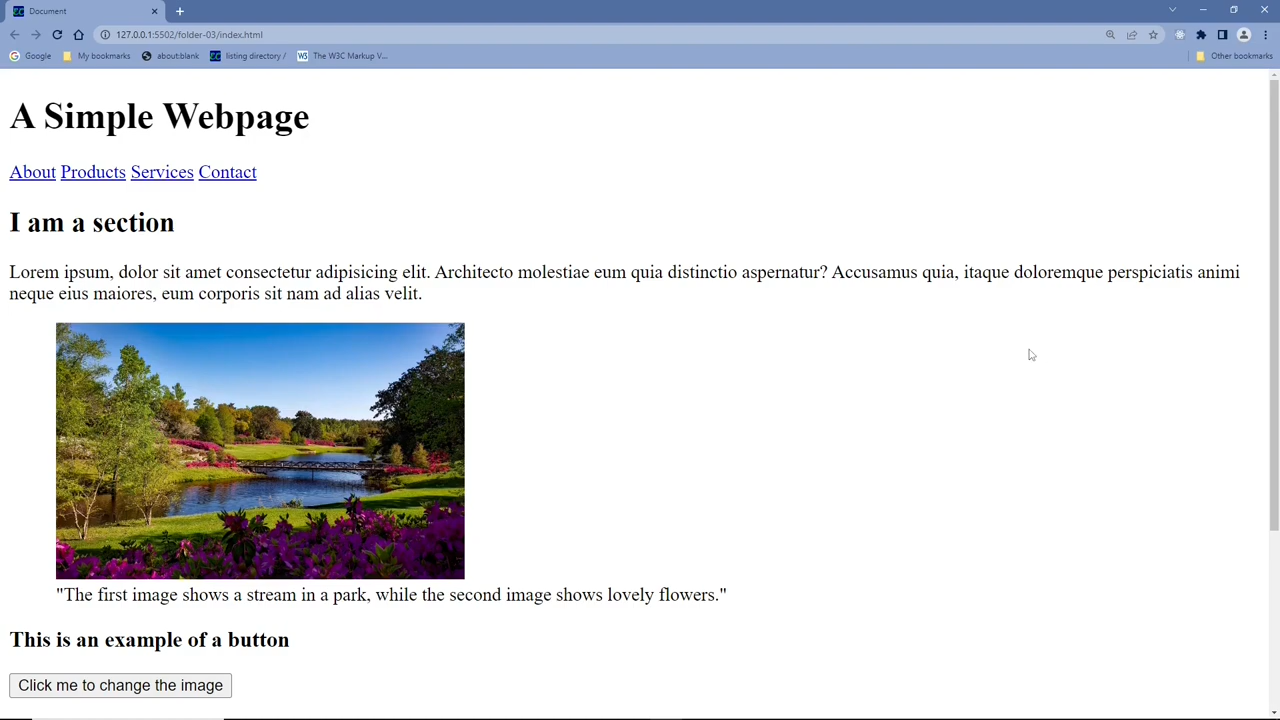 Document
127.0.0.1:5502/folder-03/index.html
Google My bookmarks about:blank listing directory / The W3C Markup V... Other bookmarks
A Simple Webpage
About Products Services Contact
I am a section
Lorem ipsum, dolor sit amet consectetur adipisicing elit. Architecto molestiae eum quia distinctio aspernatur? Accusamus quia, itaque doloremque perspiciatis animi
neque eius maiores, eum corporis sit nam ad alias velit.
"The first image shows a stream in a park, while the second image shows lovely flowers."
This is an example of a button
Click me to change the image